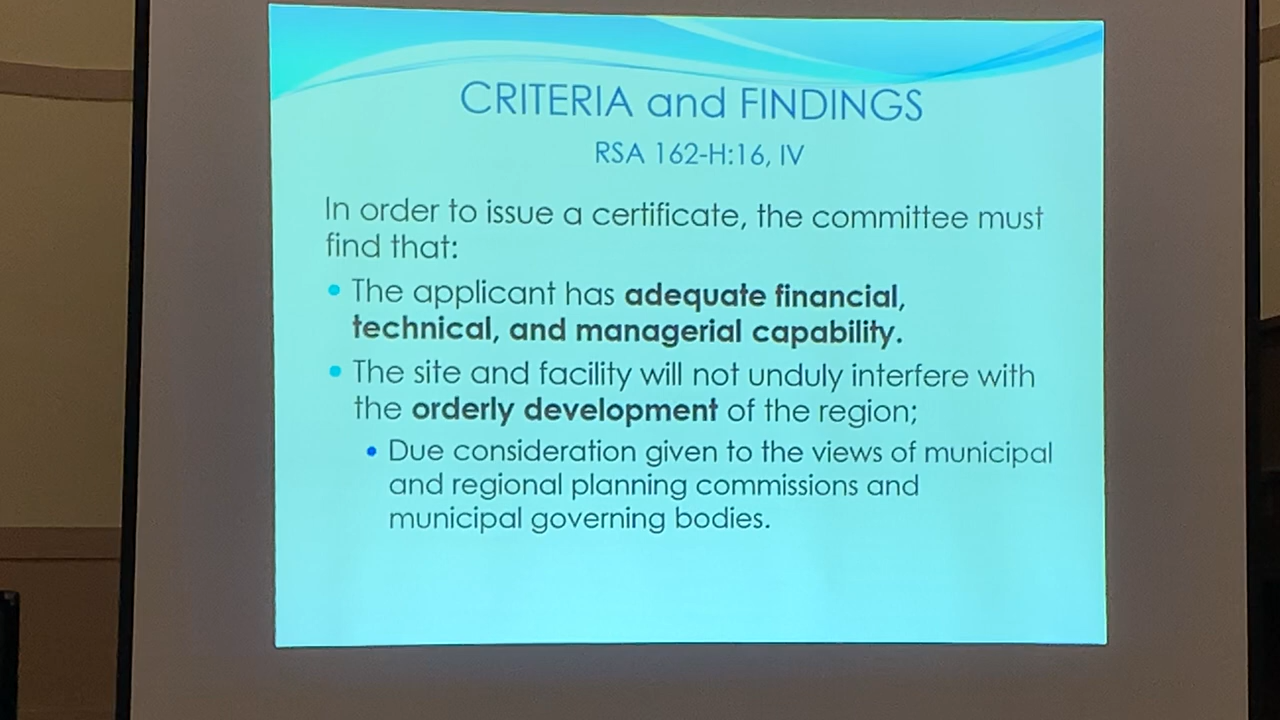 CRITERIA and FINDINGS
RSA 162-H:16, IV
In order to issue a certificate, the committee must
find that:
• The applicant has adequate financial,
technical, and managerial capability.
• The site and facility will not unduly interfere with
the orderly development of the region;
• Due consideration given to the views of municipal
and regional planning commissions and
municipal governing bodies.